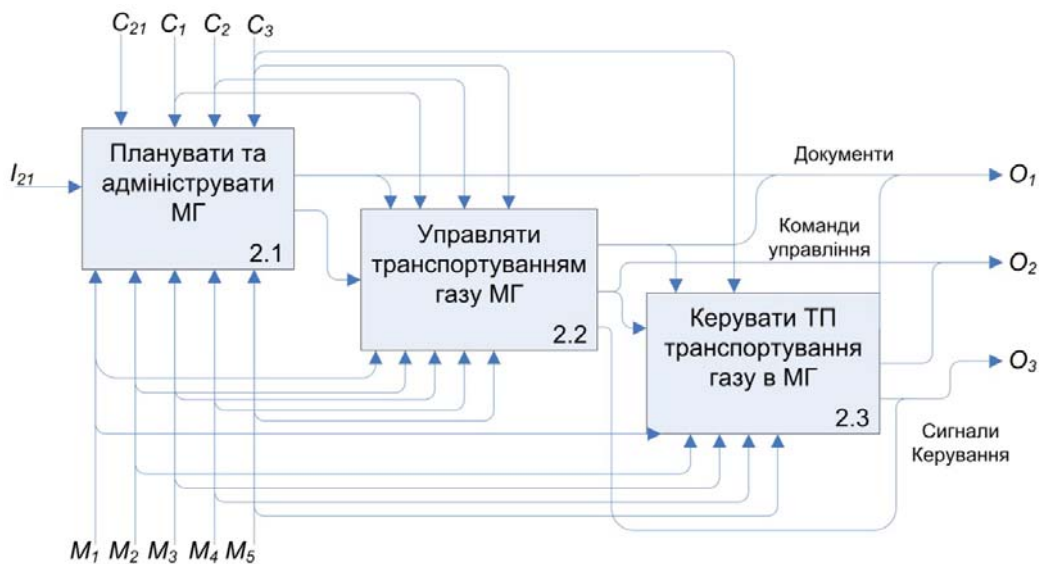 C21 C1 C2 C3
Планувати та
адмініструвати
МГ
2.1
I21
Документи
O1
Управляти
транспортуванням
газу МГ
2.2
Команди
управління
O2
Керувати ТП
транспортування
газу в МГ
2.3
O3
Сигнали
Керування
M1 M2 M3 M4 M5